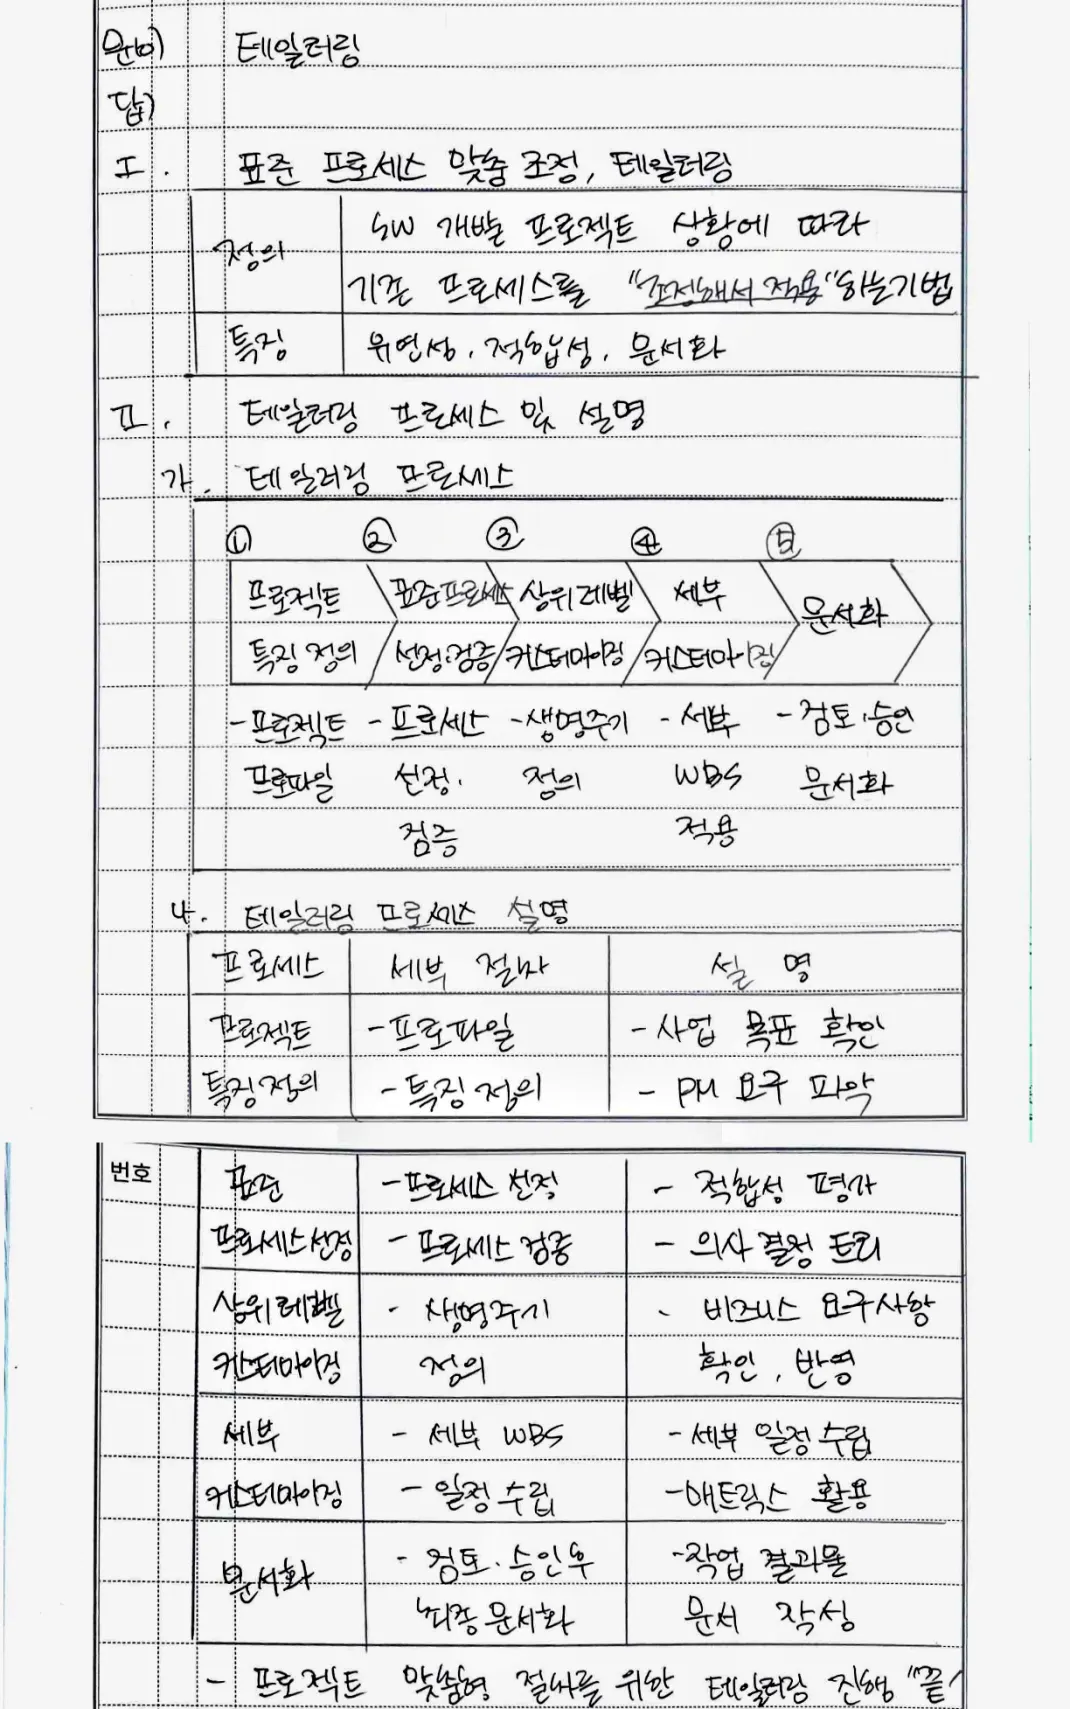 문10) 테일러링
답)
I. 표준 프로세스 맞춤 조정, 테일러링
정의
SW 개발 프로젝트 상황에 따라
기존 프로세스를 "조정해서 적용"하는 기법
특징 유연성, 적합성, 문서화
II. 테일러링 프로세스 및 설명
가. 테일러링 프로세스
① ② ③ ④ ⑤
프로젝트 표준프로세스 상위레벨 세부 문서화
특징 정의 선정·검증 커스터마이징 커스터마이징
-프로젝트 -프로세스 -생명주기 -세부 -검토·승인
프로파일 선정· 정의 WBS 문서화
검증 적용
나. 테일러링 프로세스 설명
프로세스 세부 절차 설명
프로젝트 -프로파일 -사업 목표 확인
특징 정의 -특징 정의 - PM 요구 파악
번호 표준 -프로세스 선정 - 적합성 평가
프로세스선정 - 프로세스 검증 - 의사 결정 트리
상위레벨 - 생명주기 - 비즈니스 요구사항
커스터마이징 정의 확인, 반영
세부 - 세부 WBS -세부 일정 수립
커스터마이징 - 일정 수립 -매트릭스 활용
문서화 - 검토·승인 후 -작업 결과물
최종 문서화 문서 작성
- 프로젝트 맞춤형 절차를 위한 테일러링 진행 "끝"